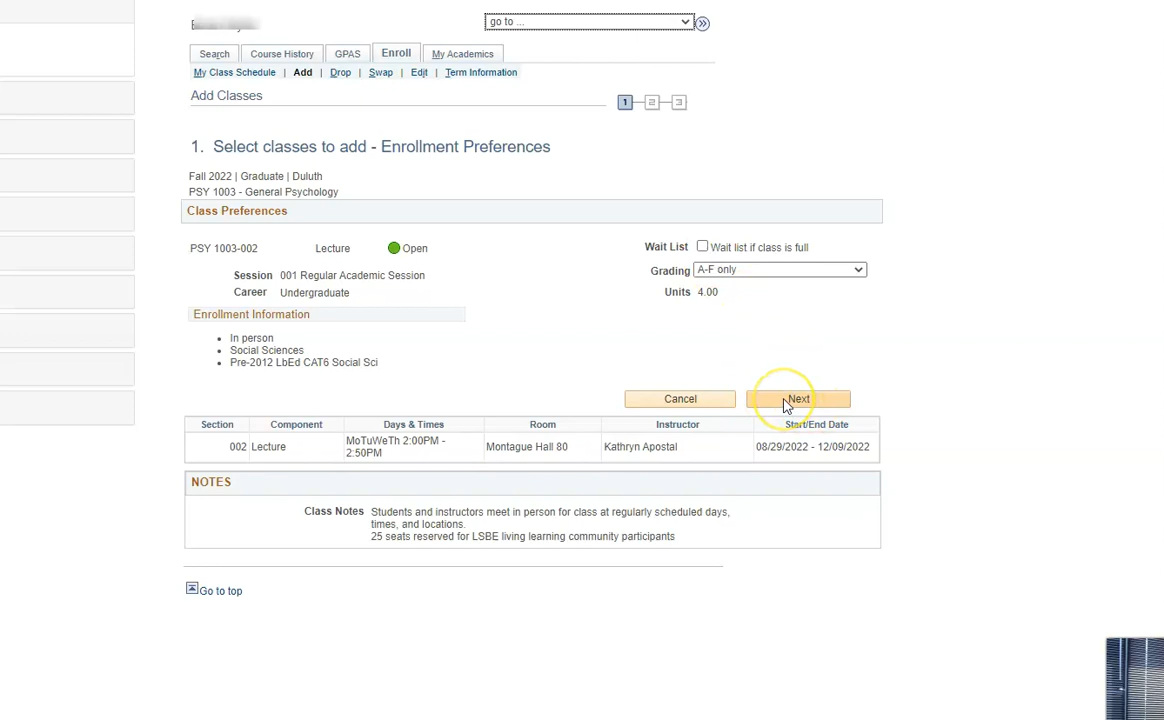 go to ...
Search Course History GPAS Enroll My Academics
My Class Schedule | Add | Drop | Swap | Edit | Term Information
Add Classes
1 2 3
1. Select classes to add - Enrollment Preferences
Fall 2022 | Graduate | Duluth
PSY 1003 - General Psychology
Class Preferences
PSY 1003-002 Lecture Open Wait List Wait list if class is full
Session 001 Regular Academic Session Grading A-F only
Career Undergraduate Units 4.00
Enrollment Information
• In person
• Social Sciences
• Pre-2012 LbEd CAT6 Social Sci
Cancel Next
Section Component Days & Times Room Instructor Start/End Date
002 Lecture MoTuWeTh 2:00PM - Montague Hall 80 Kathryn Apostal 08/29/2022 - 12/09/2022
2:50PM
NOTES
Class Notes Students and instructors meet in person for class at regularly scheduled days,
times, and locations.
25 seats reserved for LSBE living learning community participants
Go to top